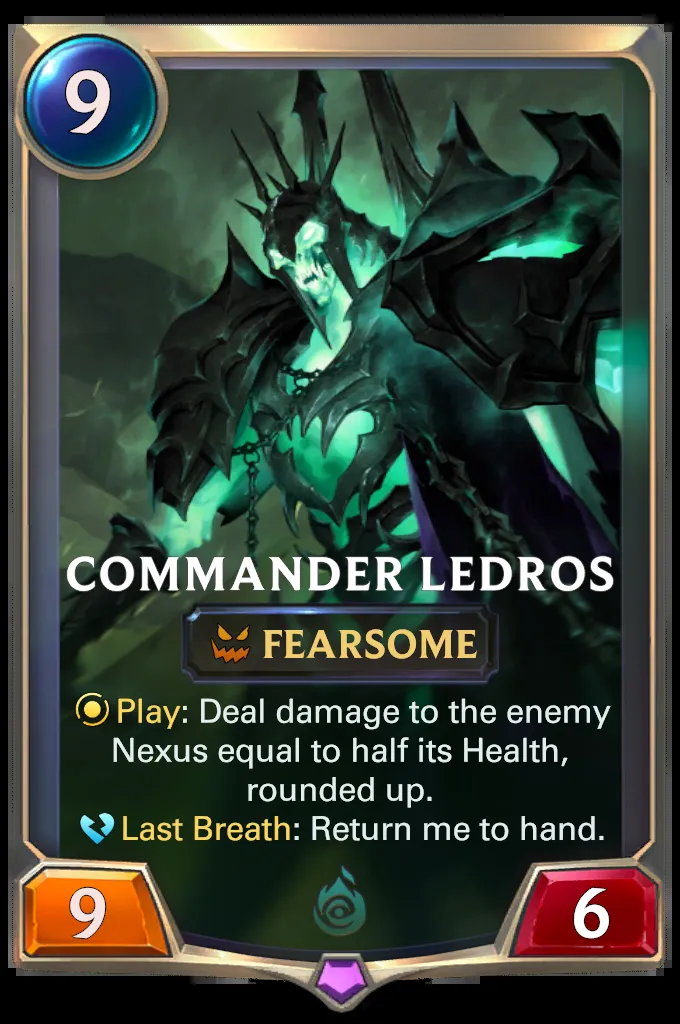 9
COMMANDER LEDROS
FEARSOME
Play: Deal damage to the enemy
Nexus equal to half its Health,
rounded up.
Last Breath: Return me to hand.
9
6